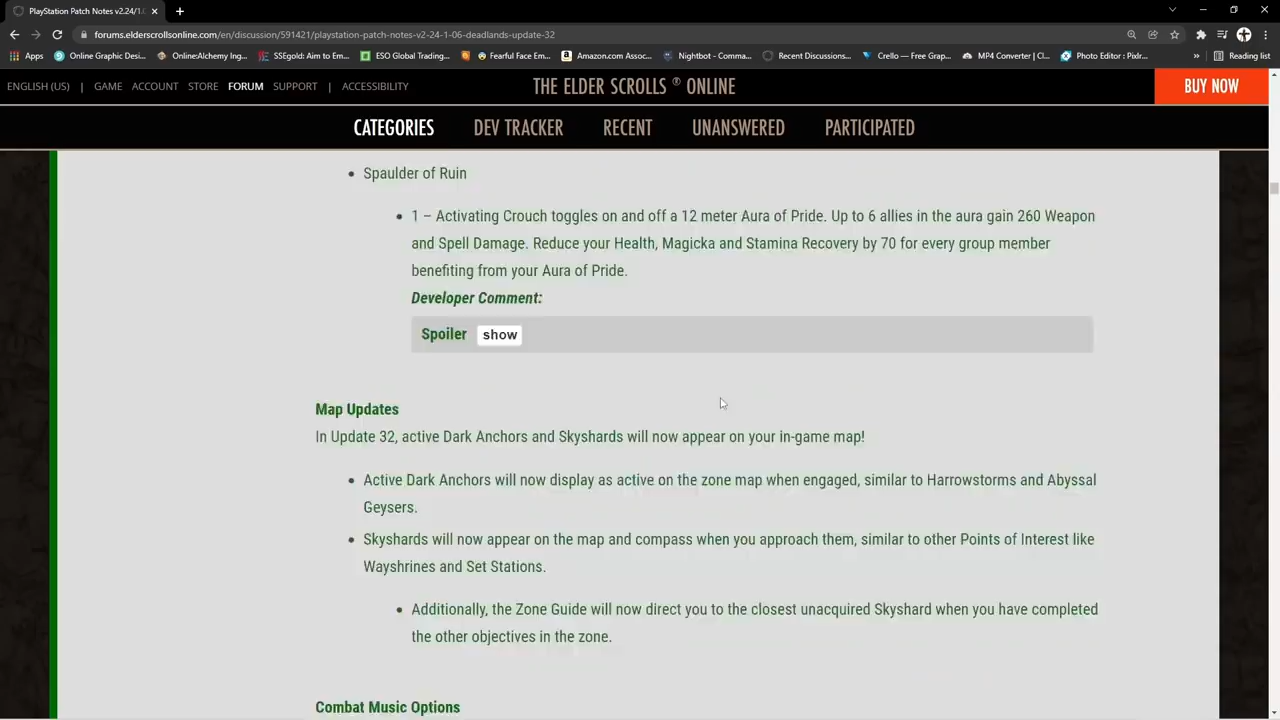 PlayStation Patch Notes v2.24/1.0
forums.elderscrollsonline.com/en/discussion/591421/playstation-patch-notes-v2-24-1-06-deadlands-update-32
Apps Online Graphic Desi... OnlineAlchemy Ing... SSEgold: Aim to Em... ESO Global Trading... Fearful Face Em... Amazon.com Assoc... Nightbot - Comma... Recent Discussions... Crello — Free Grap... MP4 Converter | Cl... Photo Editor : Pixlr... » Reading list
ENGLISH (US) | GAME ACCOUNT STORE FORUM SUPPORT | ACCESSIBILITY THE ELDER SCROLLS ® ONLINE BUY NOW
CATEGORIES DEV TRACKER RECENT UNANSWERED PARTICIPATED
• Spaulder of Ruin
• 1 – Activating Crouch toggles on and off a 12 meter Aura of Pride. Up to 6 allies in the aura gain 260 Weapon
and Spell Damage. Reduce your Health, Magicka and Stamina Recovery by 70 for every group member
benefiting from your Aura of Pride.
Developer Comment:
Spoiler show
Map Updates
In Update 32, active Dark Anchors and Skyshards will now appear on your in-game map!
• Active Dark Anchors will now display as active on the zone map when engaged, similar to Harrowstorms and Abyssal
Geysers.
• Skyshards will now appear on the map and compass when you approach them, similar to other Points of Interest like
Wayshrines and Set Stations.
• Additionally, the Zone Guide will now direct you to the closest unacquired Skyshard when you have completed
the other objectives in the zone.
Combat Music Options